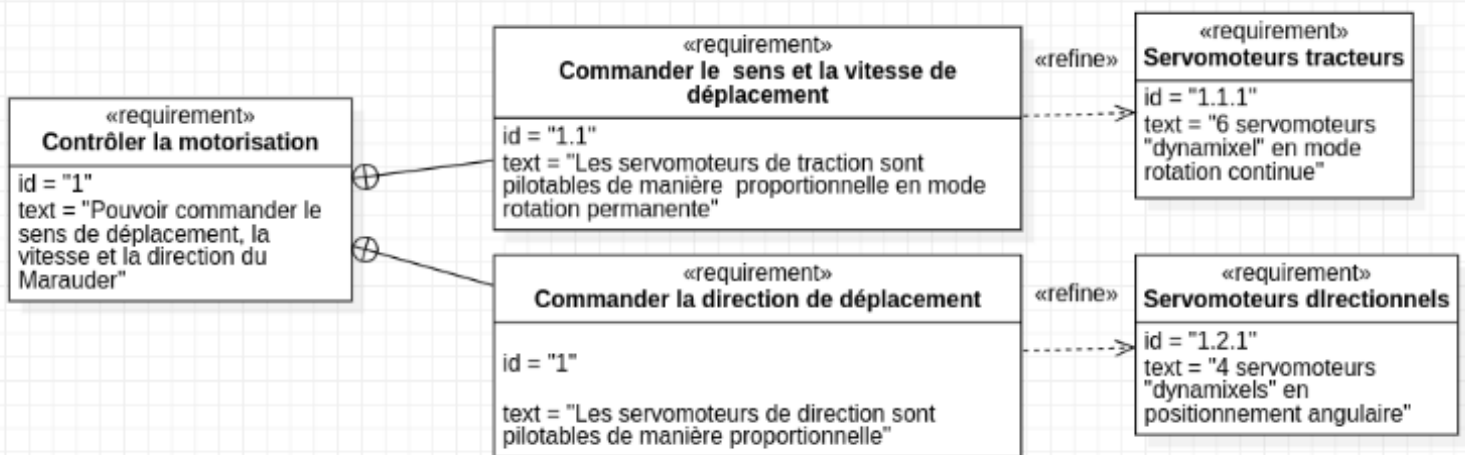 «requirement»
Contrôler la motorisation
id = "1"
text = "Pouvoir commander le
sens de déplacement, la
vitesse et la direction du
Marauder"
«requirement»
Commander le  sens et la vitesse de
déplacement
id = "1.1"
text = "Les servomoteurs de traction sont
pilotables de manière  proportionnelle en mode
rotation permanente"
«refine»
«requirement»
Servomoteurs tracteurs
id = "1.1.1"
text = "6 servomoteurs
"dynamixel" en mode
rotation continue"
«requirement»
Commander la direction de déplacement
id = "1"
text = "Les servomoteurs de direction sont
pilotables de manière proportionnelle"
«refine»
«requirement»
Servomoteurs dIrectionnels
id = "1.2.1"
text = "4 servomoteurs
"dynamixels" en
positionnement angulaire"